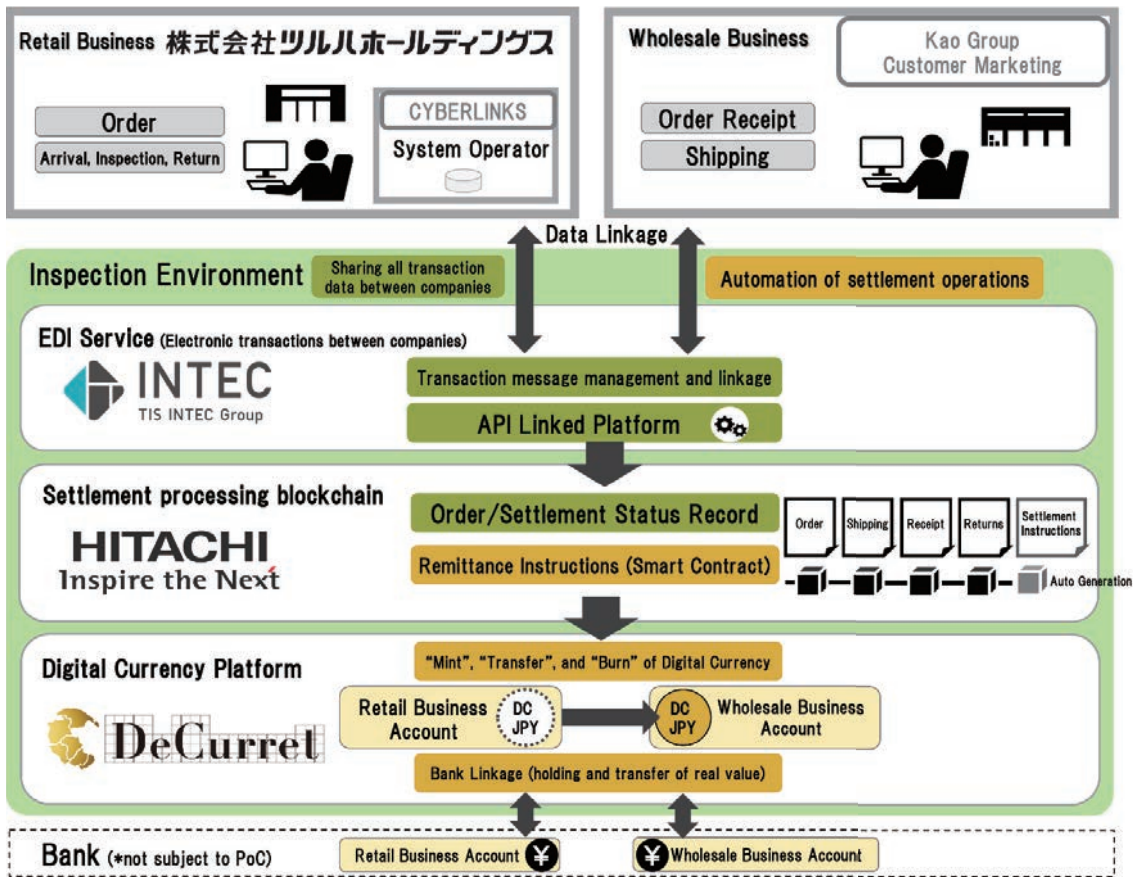 Retail Business 株式会社ツルハホールディングス
Order
Arrival, Inspection, Return
CYBERLINKS
System Operator
Wholesale Business
Kao Group
Customer Marketing
Order Receipt
Shipping
Data Linkage
Inspection Environment
Sharing all transaction
data between companies
Automation of settlement operations
EDI Service (Electronic transactions between companies)
INTEC
TIS INTEC Group
Transaction message management and linkage
API Linked Platform
Settlement processing blockchain
HITACHI
Inspire the Next
Order/Settlement Status Record
Remittance Instructions (Smart Contract)
Order
Shipping
Receipt
Returns
Settlement
Instructions
Auto Generation
Digital Currency Platform
DeCurret
“Mint”, “Transfer”, and “Burn” of Digital Currency
Retail Business
Account
DC
JPY
DC
JPY
Wholesale Business
Account
Bank Linkage (holding and transfer of real value)
Bank (*not subject to PoC)
Retail Business Account ¥
¥ Wholesale Business Account